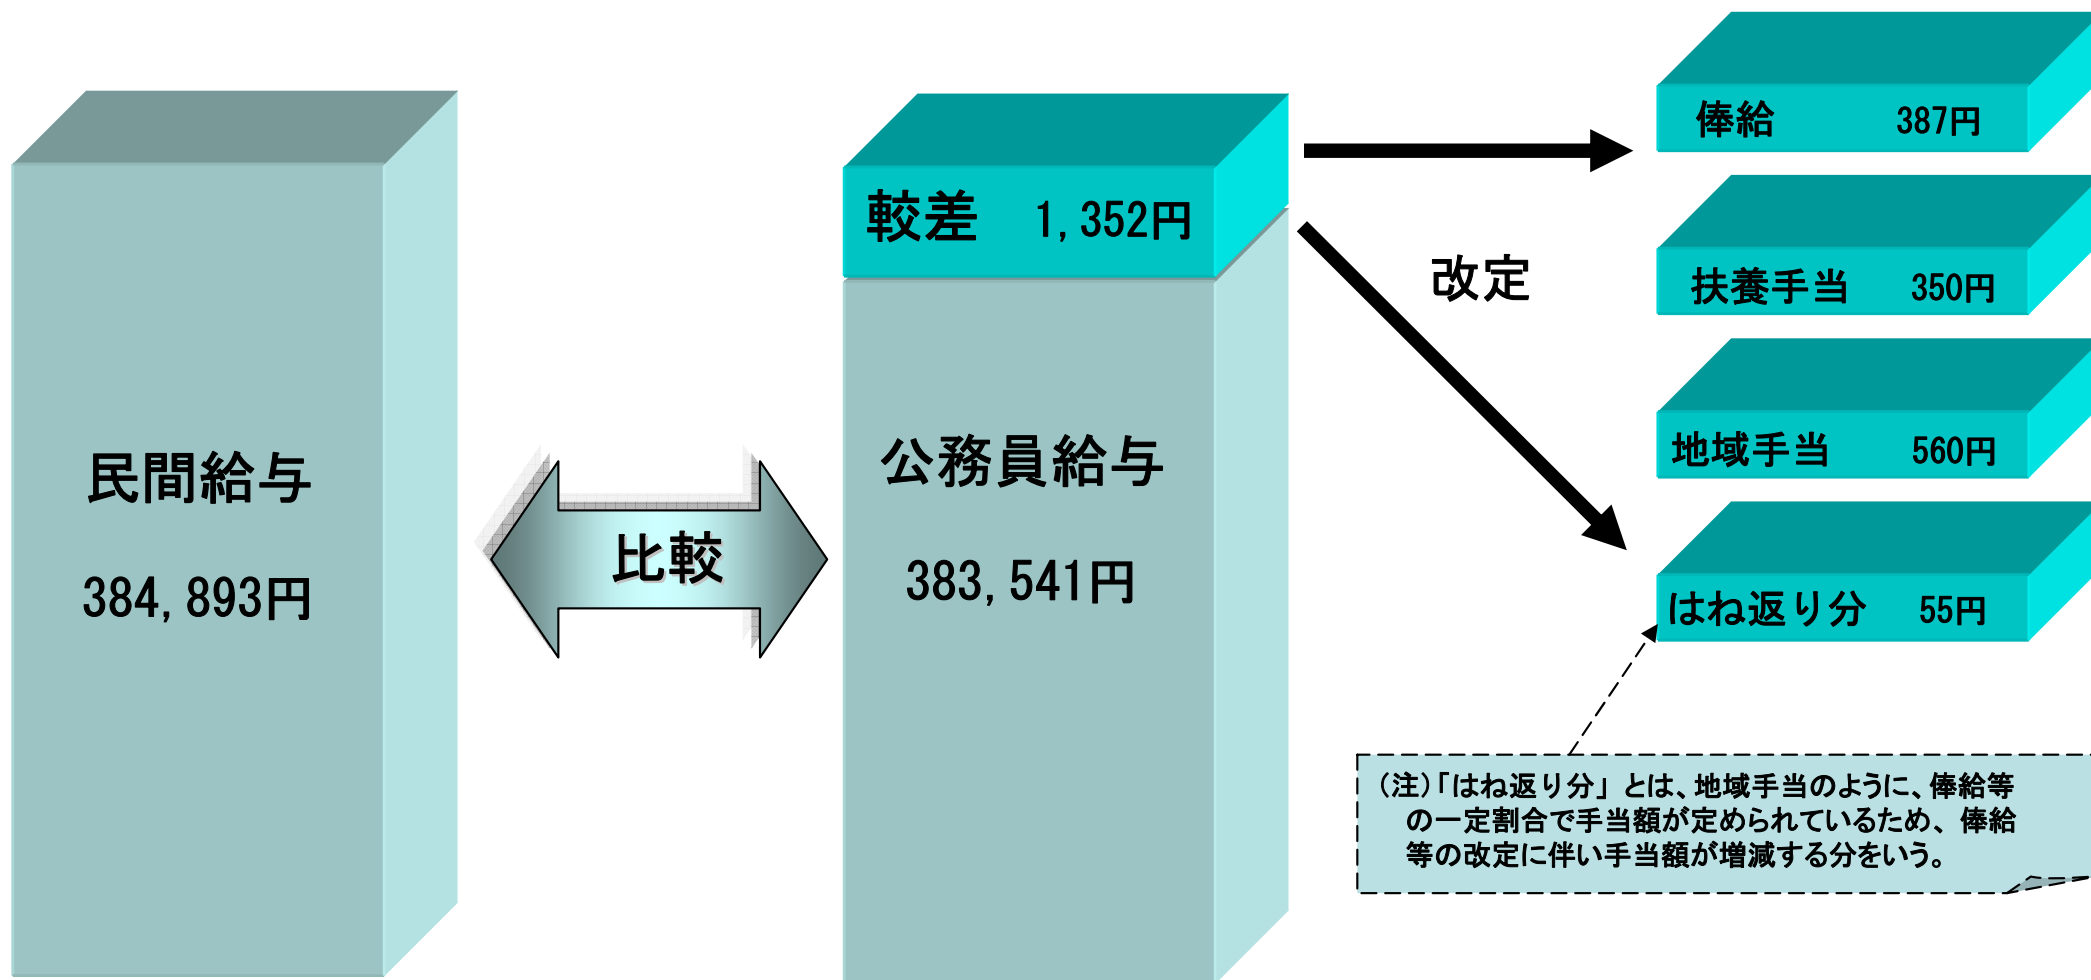 民間給与
384,893円
比較
較差 1,352円
公務員給与
383,541円
改定
俸給 387円
扶養手当 350円
地域手当 560円
はね返り分 55円
(注)「はね返り分」とは、地域手当のように、俸給等
の一定割合で手当額が定められているため、俸給
等の改定に伴い手当額が増減する分をいう。